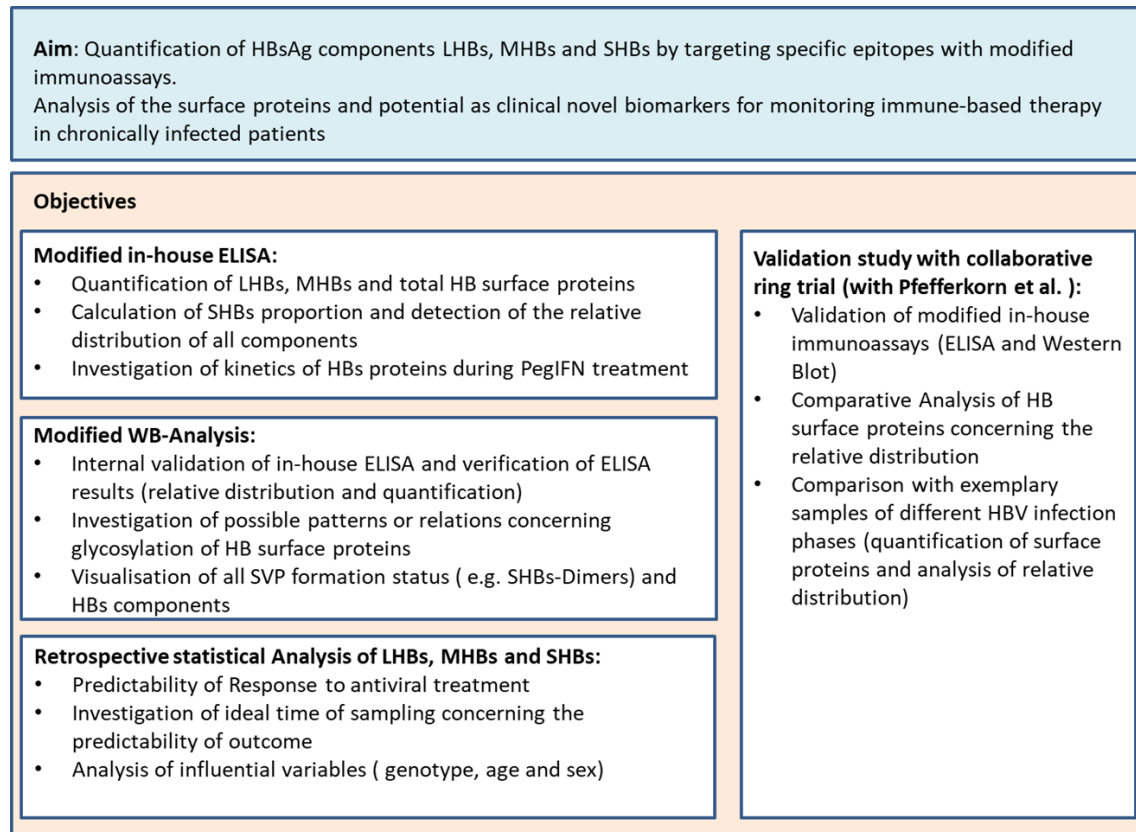 Aim: Quantification of HBsAg components LHBs, MHBs and SHBs by targeting specific epitopes with modified
immunoassays.
Analysis of the surface proteins and potential as clinical novel biomarkers for monitoring immune-based therapy
in chronically infected patients
Objectives
Modified in-house ELISA:
• Quantification of LHBs, MHBs and total HB surface proteins
• Calculation of SHBs proportion and detection of the relative
distribution of all components
• Investigation of kinetics of HBs proteins during PegIFN treatment
Modified WB-Analysis:
• Internal validation of in-house ELISA and verification of ELISA
results (relative distribution and quantification)
• Investigation of possible patterns or relations concerning
glycosylation of HB surface proteins
• Visualisation of all SVP formation status ( e.g. SHBs-Dimers) and
HBs components
Retrospective statistical Analysis of LHBs, MHBs and SHBs:
• Predictability of Response to antiviral treatment
• Investigation of ideal time of sampling concerning the
predictability of outcome
• Analysis of influential variables ( genotype, age and sex)
Validation study with collaborative
ring trial (with Pfefferkorn et al. ):
• Validation of modified in-house
immunoassays (ELISA and Western
Blot)
• Comparative Analysis of HB
surface proteins concerning the
relative distribution
• Comparison with exemplary
samples of different HBV infection
phases (quantification of surface
proteins and analysis of relative
distribution)